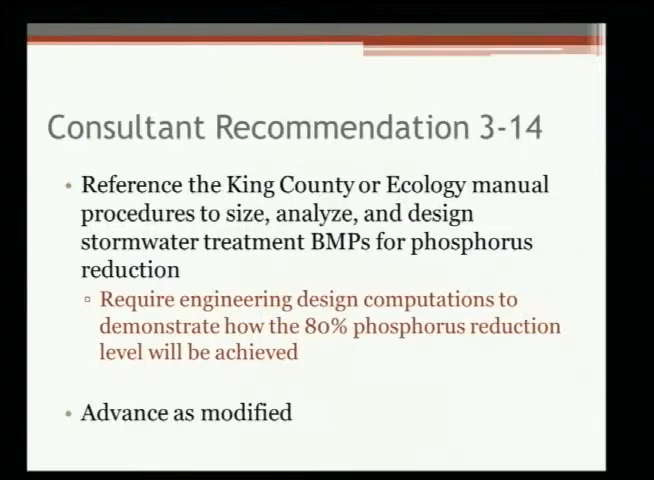 Consultant Recommendation 3-14
• Reference the King County or Ecology manual
procedures to size, analyze, and design
stormwater treatment BMPs for phosphorus
reduction
▫ Require engineering design computations to
demonstrate how the 80% phosphorus reduction
level will be achieved
• Advance as modified